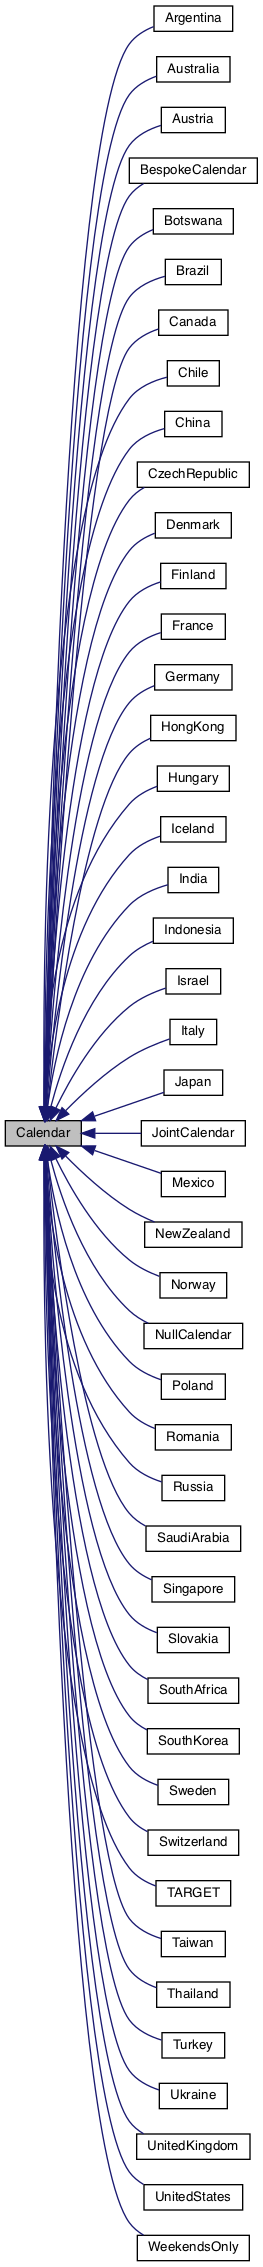 Argentina
Australia
Austria
BespokeCalendar
Botswana
Brazil
Canada
Chile
China
CzechRepublic
Denmark
Finland
France
Germany
HongKong
Hungary
Iceland
India
Indonesia
Israel
Italy
Japan
Calendar
JointCalendar
Mexico
NewZealand
Norway
NullCalendar
Poland
Romania
Russia
SaudiArabia
Singapore
Slovakia
SouthAfrica
SouthKorea
Sweden
Switzerland
TARGET
Taiwan
Thailand
Turkey
Ukraine
UnitedKingdom
UnitedStates
WeekendsOnly